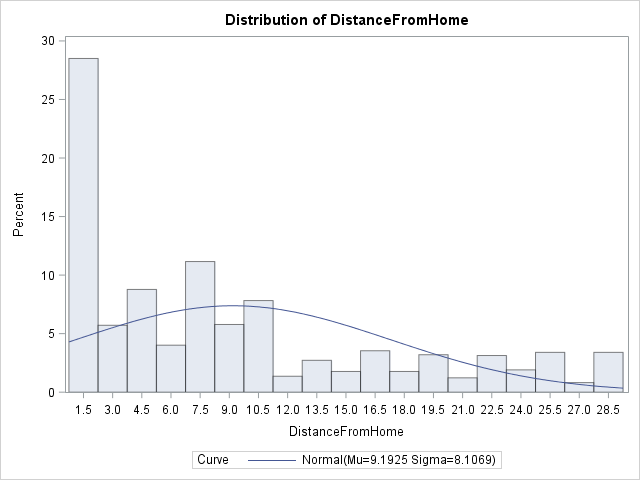 Distribution of DistanceFromHome
30
25
20
15
10
5
0
Percent
1.5 3.0 4.5 6.0 7.5 9.0 10.5 12.0 13.5 15.0 16.5 18.0 19.5 21.0 22.5 24.0 25.5 27.0 28.5
DistanceFromHome
Curve Normal(Mu=9.1925 Sigma=8.1069)